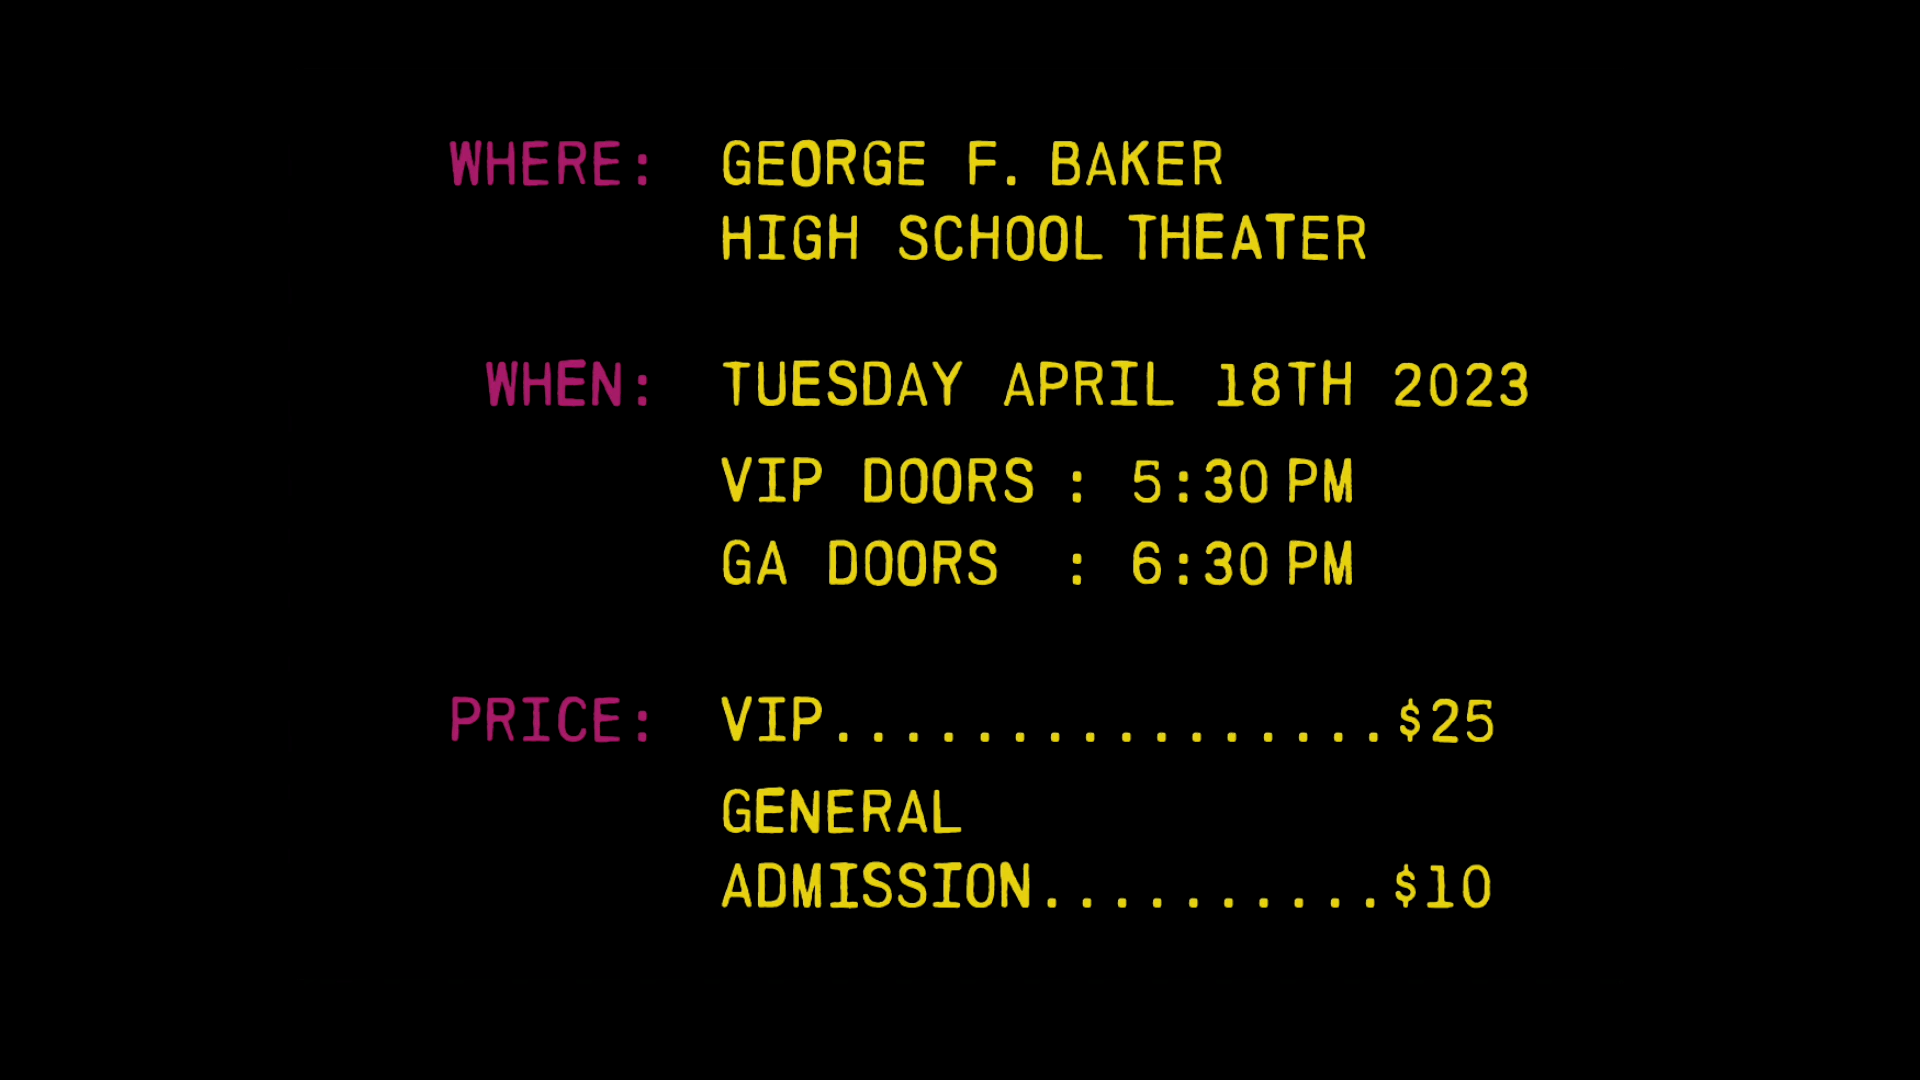 WHERE: GEORGE F. BAKER
HIGH SCHOOL THEATER
WHEN: TUESDAY APRIL 18TH 2023
VIP DOORS : 5:30 PM
GA DOORS : 6:30 PM
PRICE: VIP................$25
GENERAL
ADMISSION..........$10